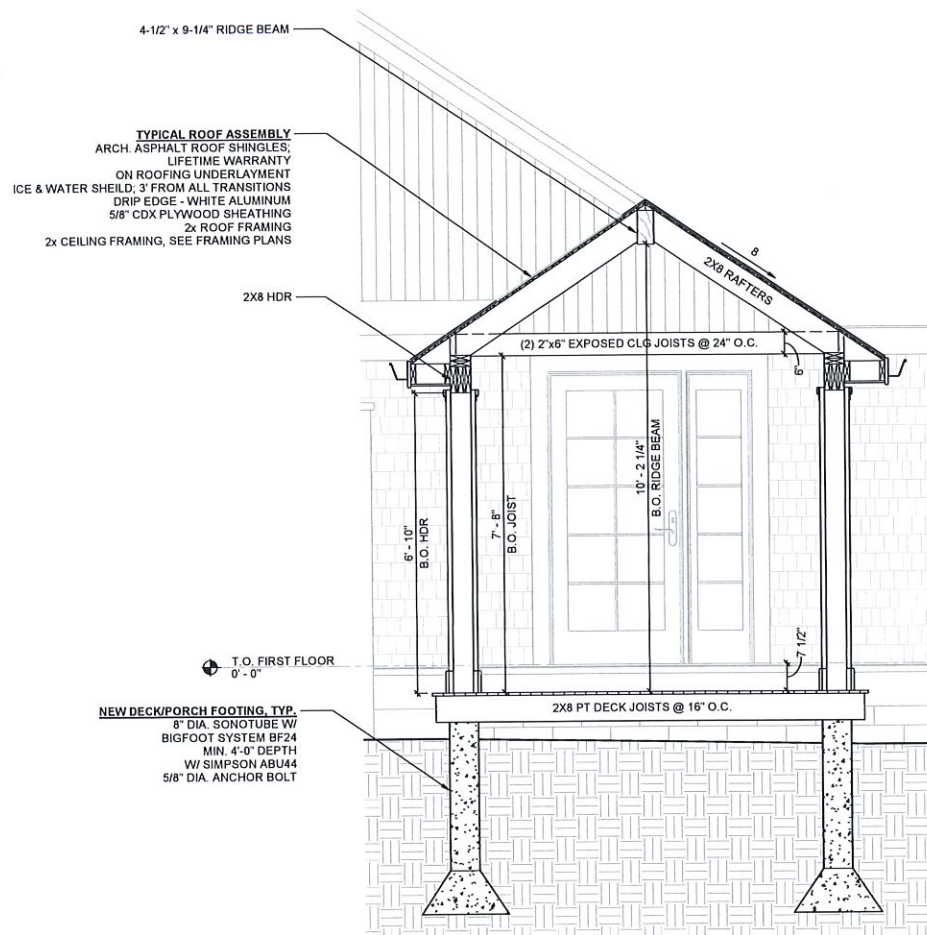 4-1/2" x 9-1/4" RIDGE BEAM
TYPICAL ROOF ASSEMBLY
ARCH. ASPHALT ROOF SHINGLES;
LIFETIME WARRANTY
ON ROOFING UNDERLAYMENT
ICE & WATER SHEILD; 3' FROM ALL TRANSITIONS
DRIP EDGE - WHITE ALUMINUM
5/8" CDX PLYWOOD SHEATHING
2x ROOF FRAMING
2x CEILING FRAMING, SEE FRAMING PLANS
8
2X8 RAFTERS
2X8 HDR
(2) 2"x6" EXPOSED CLG JOISTS @ 24" O.C.
6"
6' - 10"
B.O. HDR
7' - 8"
B.O. JOIST
10' - 2 1/4"
B.O. RIDGE BEAM
7 1/2"
T.O. FIRST FLOOR
0' - 0"
2X8 PT DECK JOISTS @ 16" O.C.
NEW DECK/PORCH FOOTING, TYP.
8" DIA. SONOTUBE W/
BIGFOOT SYSTEM BF24
MIN. 4'-0" DEPTH
W/ SIMPSON ABU44
5/8" DIA. ANCHOR BOLT